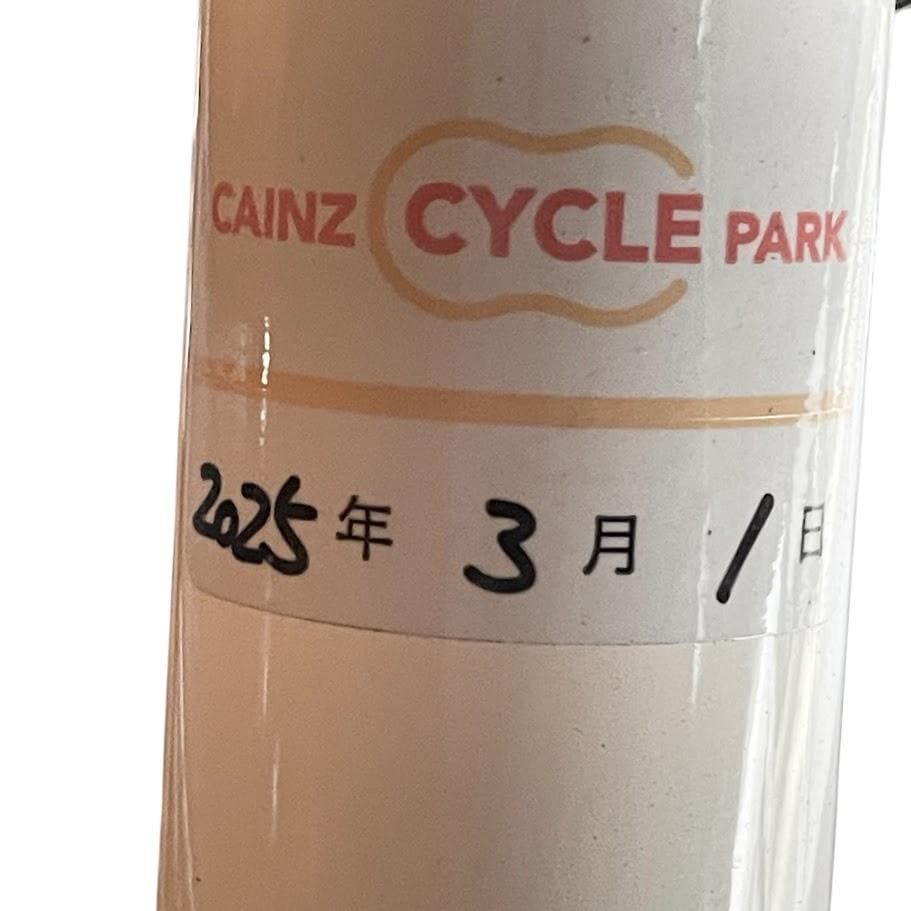 CAINZ CYCLE PARK
2025年 3月 1日